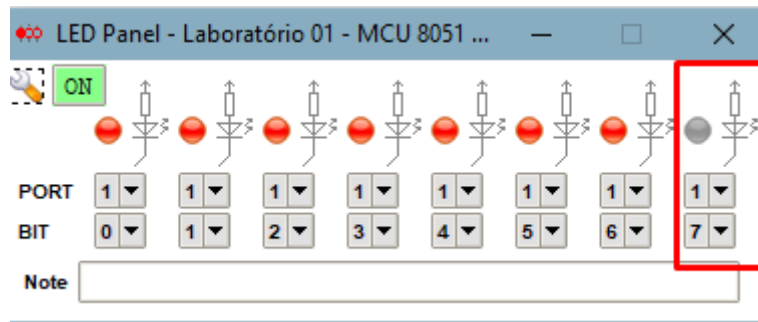 LED Panel - Laboratório 01 - MCU 8051 ...
ON
PORT 1 1 1 1 1 1 1 1
BIT 0 1 2 3 4 5 6 7
Note